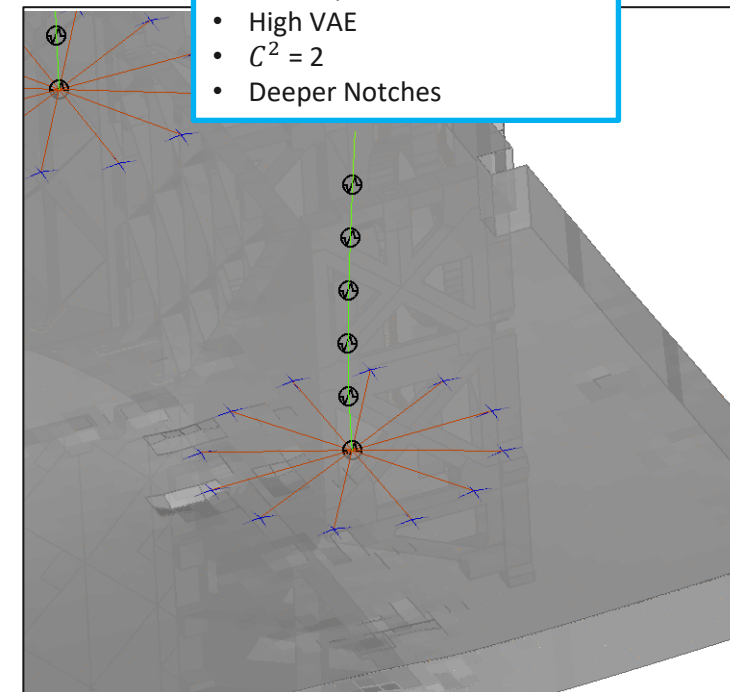 • High VAE
• 𝐶² = 2
• Deeper Notches